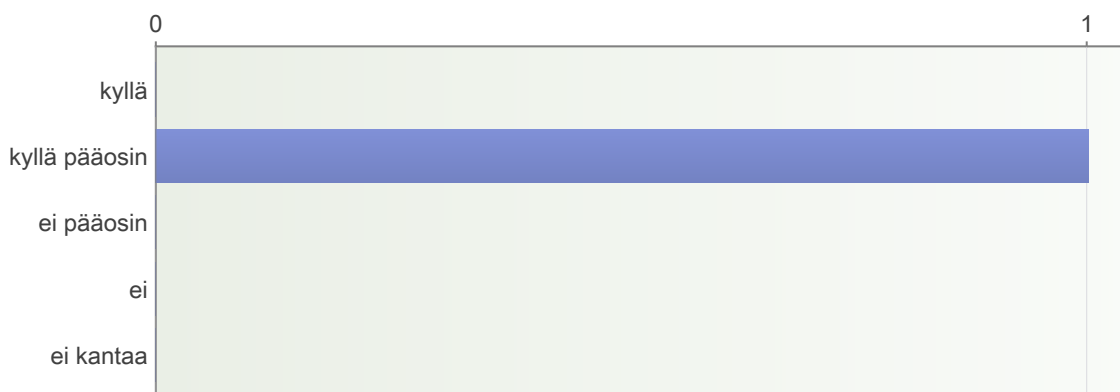 0 1
kyllä
kyllä pääosin
ei pääosin
ei
ei kantaa